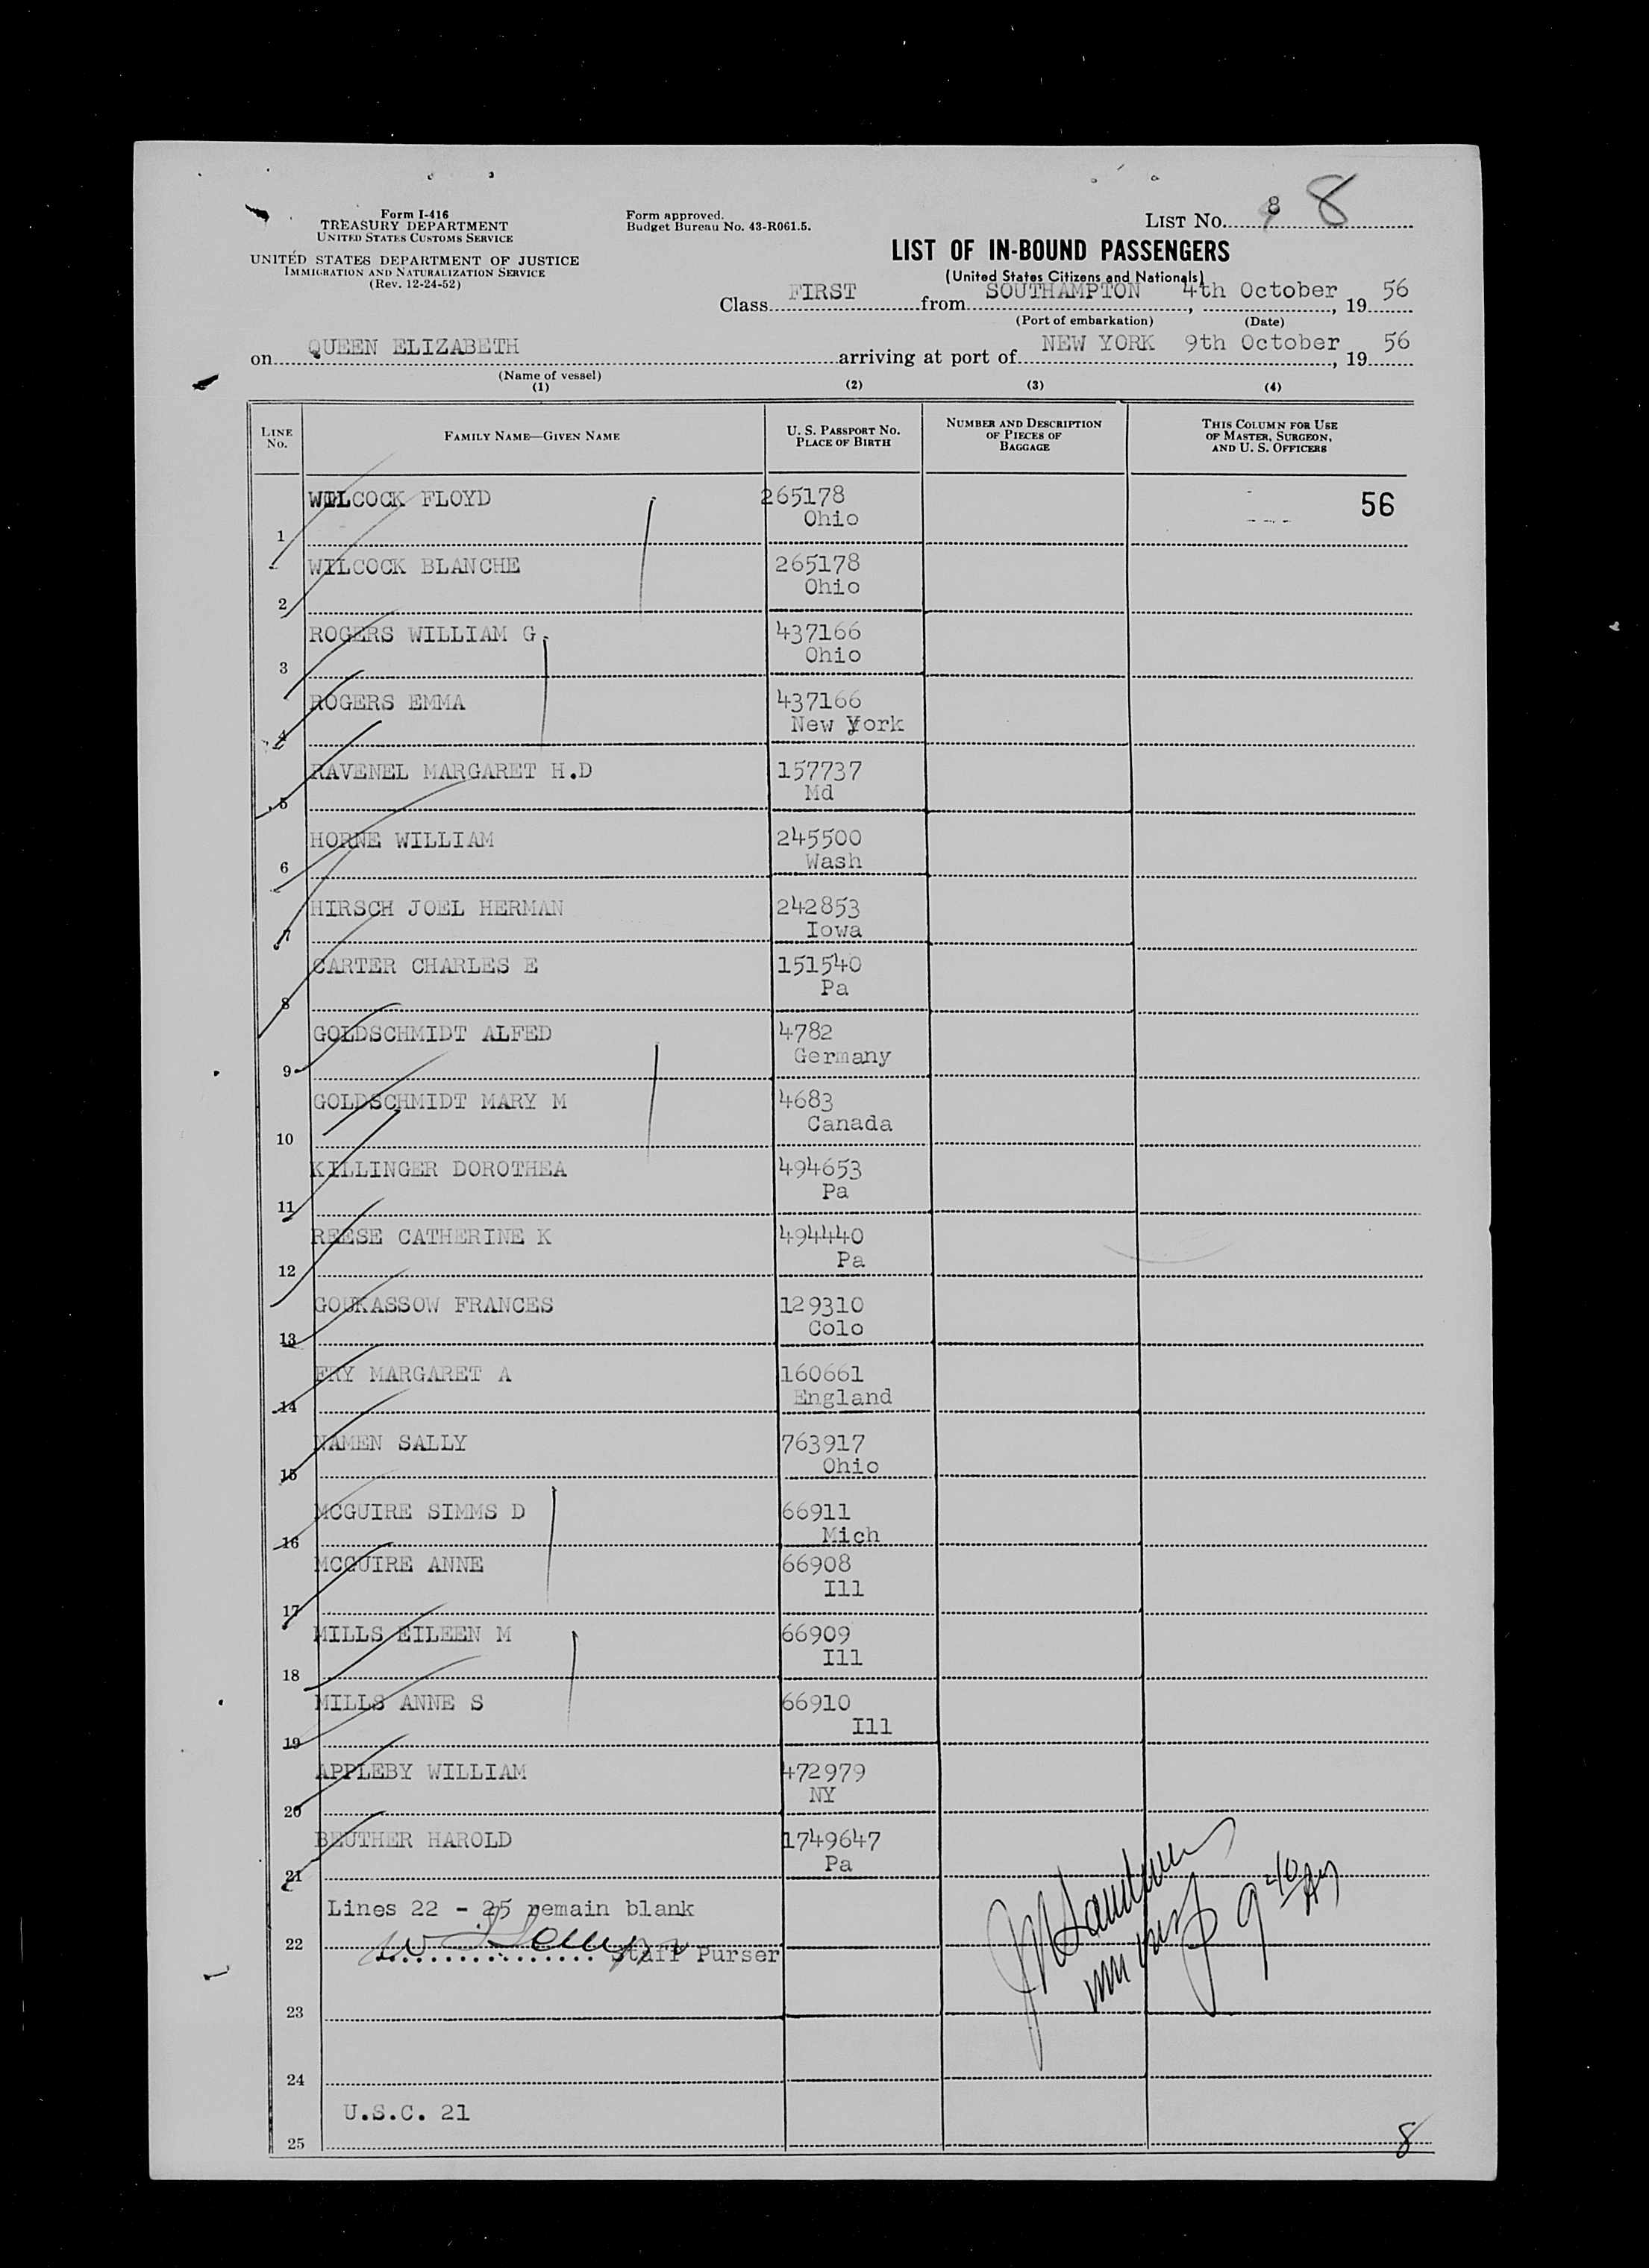 Form I-416
TREASURY DEPARTMENT
UNITED STATES CUSTOMS SERVICE
UNITED STATES DEPARTMENT OF JUSTICE
IMMIGRATION AND NATURALIZATION SERVICE
(Rev. 12-24-52)
Form approved.
Budget Bureau No. 43-R061.5.
LIST NO. 8 8
LIST OF IN-BOUND PASSENGERS
(United States Citizens and Nationals)
Class FIRST from SOUTHAMPTON, 4th October, 19 56
(Port of embarkation) (Date)
on QUEEN ELIZABETH arriving at port of NEW YORK 9th October, 19 56
(Name of vessel)
(1) (2) (3) (4)
LINE NO. FAMILY NAME—GIVEN NAME U. S. PASSPORT NO. PLACE OF BIRTH NUMBER AND DESCRIPTION OF PIECES OF BAGGAGE THIS COLUMN FOR USE OF MASTER, SURGEON, AND U. S. OFFICERS
1 WILCOCK FLOYD 265178 Ohio 56
2 WILCOCK BLANCHE 265178 Ohio
3 ROGERS WILLIAM G. 437166 Ohio
4 ROGERS EMMA 437166 New York
5 RAVENEL MARGARET H.D 157737 Md
6 HORNE WILLIAM 245500 Wash
7 HIRSCH JOEL HERMAN 242853 Iowa
8 CARTER CHARLES E 151540 Pa
9 GOLDSCHMIDT ALFED 4782 Germany
10 GOLDSCHMIDT MARY M 4683 Canada
11 KILLINGER DOROTHEA 494653 Pa
12 REESE CATHERINE K 494440 Pa
13 GOUKASSOW FRANCES 129310 Colo
14 FRY MARGARET A 160661 England
15 NAMEN SALLY 763917 Ohio
16 MCGUIRE SIMMS D 66911 Mich
17 MCGUIRE ANNE 66908 Ill
18 MILLS EILEEN M 66909 Ill
19 MILLS ANNE S 66910 Ill
20 APPLEBY WILLIAM 472979 NY
21 BEUTHER HAROLD 1749647 Pa
Lines 22 - 25 remain blank
22 Staff Purser
23
24
U.S.C. 21
25
8